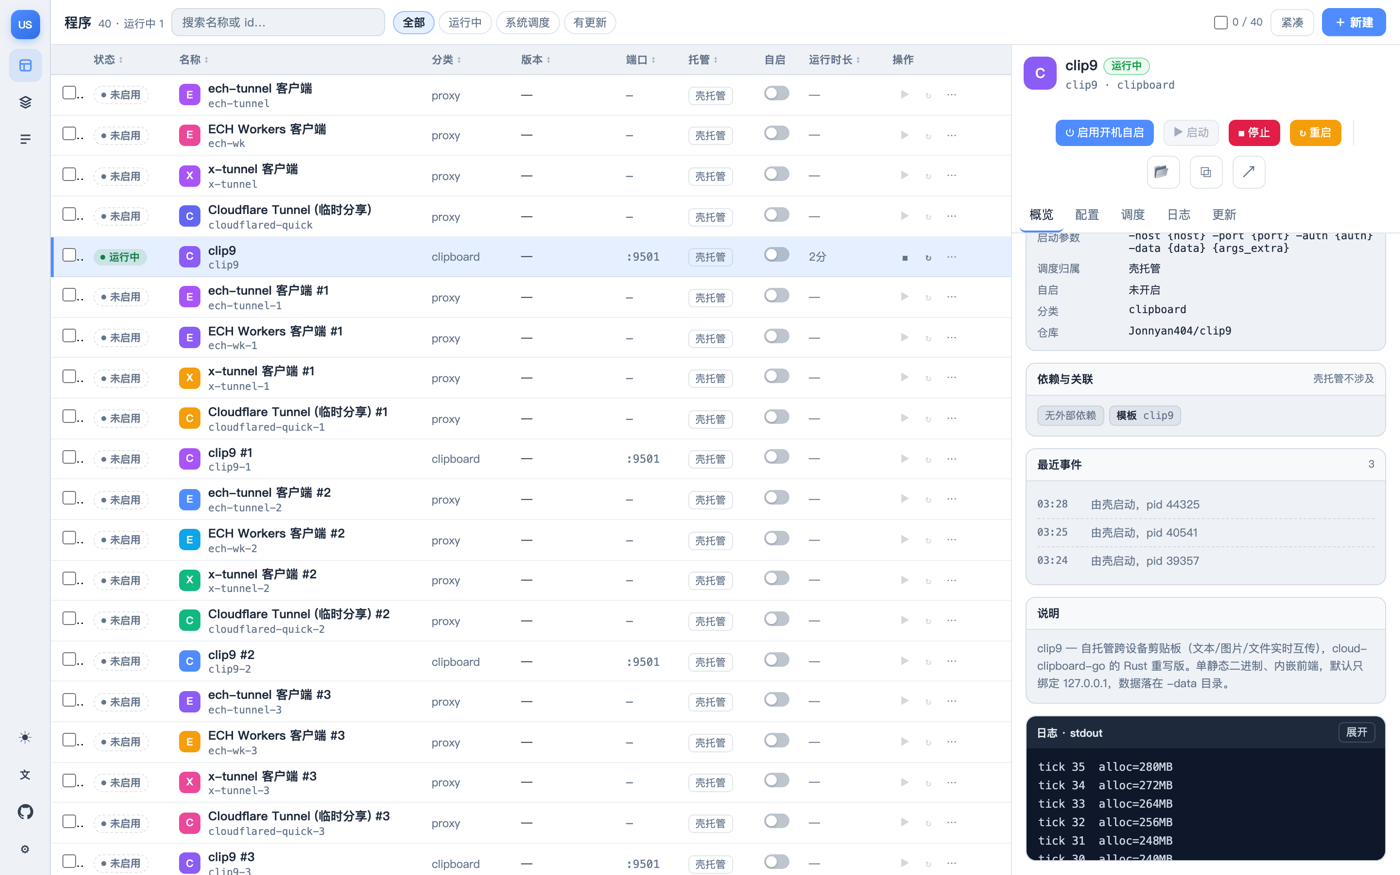 US
程序 40 · 运行中 1
搜索名称或 id...
全部
运行中
系统调度
有更新
0 / 40
紧凑
+ 新建
状态
名称
分类
版本
端口
托管
自启
运行时长
操作
未启用 E ech-tunnel 客户端 proxy — – 壳托管 — ...
ech-tunnel
未启用 E ECH Workers 客户端 proxy — – 壳托管 — ...
ech-wk
未启用 X x-tunnel 客户端 proxy — – 壳托管 — ...
x-tunnel
未启用 C Cloudflare Tunnel (临时分享) proxy — – 壳托管 — ...
cloudflared-quick
运行中 C clip9 clipboard — :9501 壳托管 2分 ...
clip9
未启用 E ech-tunnel 客户端 #1 proxy — – 壳托管 — ...
ech-tunnel-1
未启用 E ECH Workers 客户端 #1 proxy — – 壳托管 — ...
ech-wk-1
未启用 X x-tunnel 客户端 #1 proxy — – 壳托管 — ...
x-tunnel-1
未启用 C Cloudflare Tunnel (临时分享) #1 proxy — – 壳托管 — ...
cloudflared-quick-1
未启用 C clip9 #1 clipboard — :9501 壳托管 — ...
clip9-1
未启用 E ech-tunnel 客户端 #2 proxy — – 壳托管 — ...
ech-tunnel-2
未启用 E ECH Workers 客户端 #2 proxy — – 壳托管 — ...
ech-wk-2
未启用 X x-tunnel 客户端 #2 proxy — – 壳托管 — ...
x-tunnel-2
未启用 C Cloudflare Tunnel (临时分享) #2 proxy — – 壳托管 — ...
cloudflared-quick-2
未启用 C clip9 #2 clipboard — :9501 壳托管 — ...
clip9-2
未启用 E ech-tunnel 客户端 #3 proxy — – 壳托管 — ...
ech-tunnel-3
未启用 E ECH Workers 客户端 #3 proxy — – 壳托管 — ...
ech-wk-3
未启用 X x-tunnel 客户端 #3 proxy — – 壳托管 — ...
x-tunnel-3
未启用 C Cloudflare Tunnel (临时分享) #3 proxy — – 壳托管 — ...
cloudflared-quick-3
未启用 C clip9 #3 clipboard — :9501 壳托管 — ...
clip9-3
文
C clip9 运行中
clip9 · clipboard
启用开机自启
启动
停止
重启
概览
配置
调度
日志
更新
启动参数 -host {host} -port {port} -auth {auth}
-data {data} {args_extra}
调度归属 壳托管
自启 未开启
分类 clipboard
仓库 Jonnyan404/clip9
依赖与关联 壳托管不涉及
无外部依赖 模板 clip9
最近事件 3
03:28 由壳启动，pid 44325
03:25 由壳启动，pid 40541
03:24 由壳启动，pid 39357
说明
clip9 — 自托管跨设备剪贴板（文本/图片/文件实时互传），cloud-
clipboard-go 的 Rust 重写版。单静态二进制、内嵌前端，默认只
绑定 127.0.0.1，数据落在 -data 目录。
日志 · stdout 展开
tick 35 alloc=280MB
tick 34 alloc=272MB
tick 33 alloc=264MB
tick 32 alloc=256MB
tick 31 alloc=248MB
tick 30 alloc=240MB